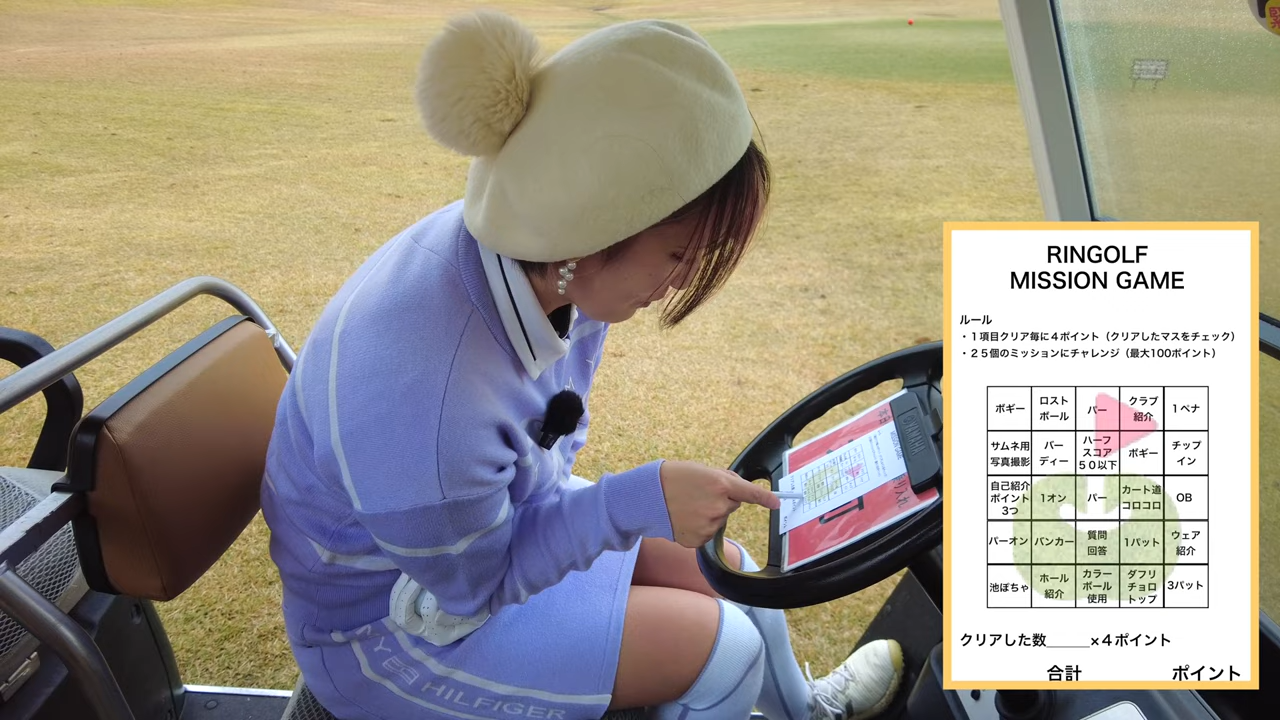 RINGOLF
MISSION GAME
ルール
・１項目クリア毎に４ポイント（クリアしたマスをチェック）
・２５個のミッションにチャレンジ（最大100ポイント）
ボギー ロストボール パー クラブ紹介 １ペナ
サムネ用写真撮影 バーディー ハーフスコア５０以下 ボギー チップイン
自己紹介ポイント3つ 1オン パー カート道コロコロ OB
パーオン バンカー 質問回答 1パット ウェア紹介
池ぽちゃ ホール紹介 カラーボール使用 ダフリチョロトップ 3パット
クリアした数_____×４ポイント
合計 ポイント
HILFIGER